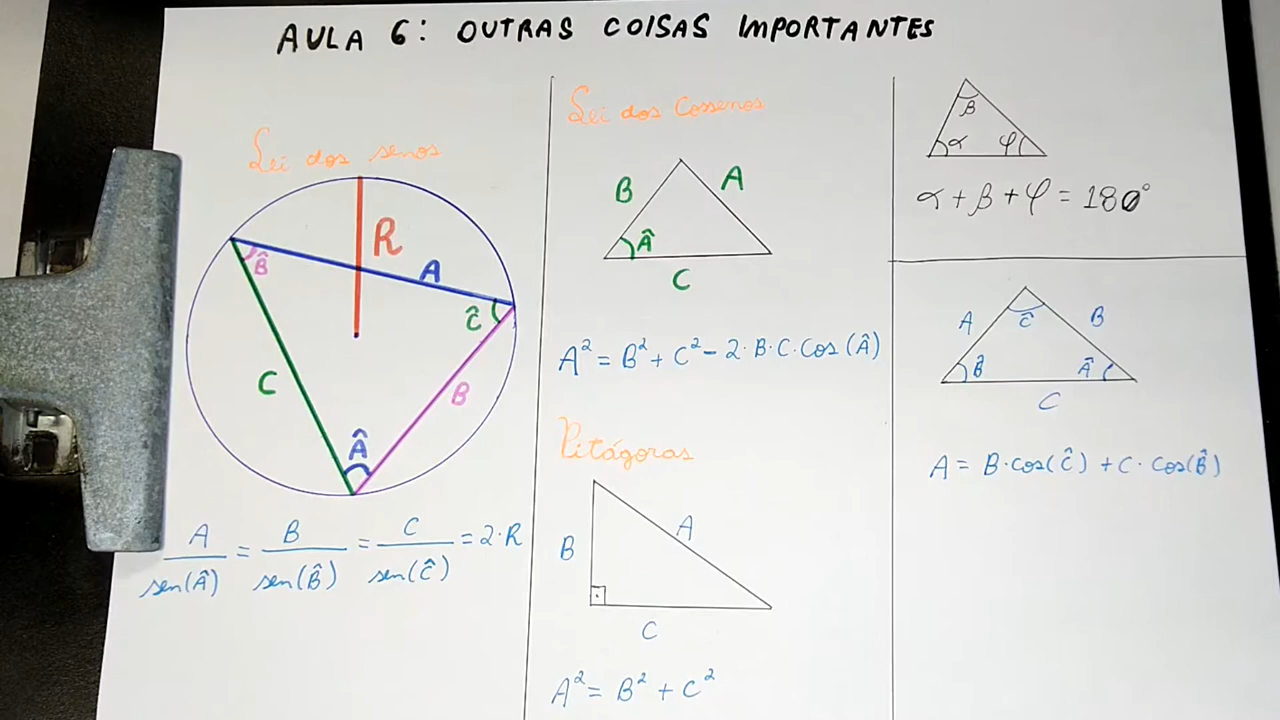 AULA 6: OUTRAS COISAS IMPORTANTES
Lei dos senos
R
B̂
A
Ĉ
C
B
Â
A/sen(Â) = B/sen(B̂) = C/sen(Ĉ) = 2·R
Lei dos Cossenos
B A
Â
C
A² = B² + C² - 2·B·C·Cos(Â)
Pitágoras
B A
C
A² = B² + C²
β
α φ
α + β + φ = 180°
A Ĉ B
B̂ Â
C
A = B·cos(Ĉ) + C·Cos(B̂)